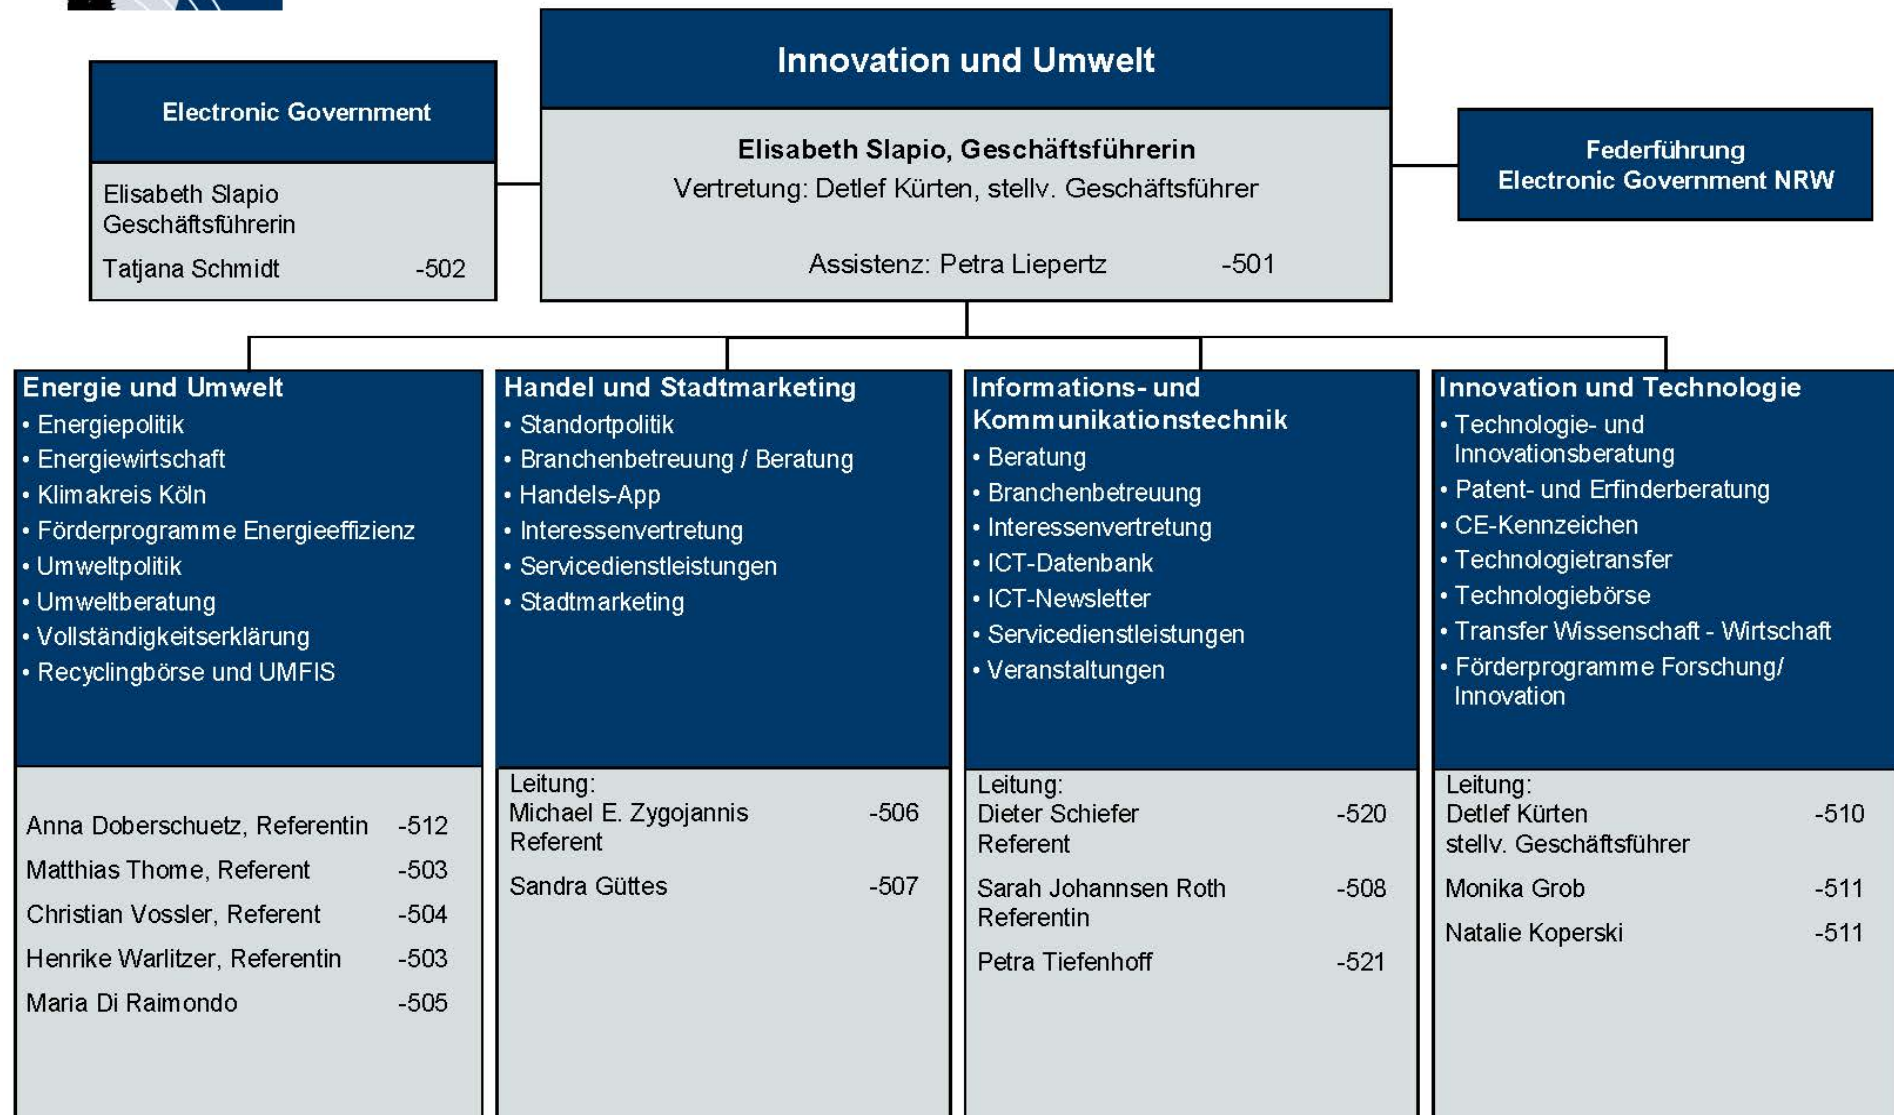 Innovation und Umwelt
Elisabeth Slapio, Geschäftsführerin
Vertretung: Detlef Kürten, stellv. Geschäftsführer
Assistenz: Petra Liepertz -501
Electronic Government
Elisabeth Slapio
Geschäftsführerin
Tatjana Schmidt -502
Federführung
Electronic Government NRW
Energie und Umwelt
• Energiepolitik
• Energiewirtschaft
• Klimakreis Köln
• Förderprogramme Energieeffizienz
• Umweltpolitik
• Umweltberatung
• Vollständigkeitserklärung
• Recyclingbörse und UMFIS
Anna Doberschuetz, Referentin -512
Matthias Thome, Referent -503
Christian Vossler, Referent -504
Henrike Warlitzer, Referentin -503
Maria Di Raimondo -505
Handel und Stadtmarketing
• Standortpolitik
• Branchenbetreuung / Beratung
• Handels-App
• Interessenvertretung
• Servicedienstleistungen
• Stadtmarketing
Leitung:
Michael E. Zygojannis -506
Referent
Sandra Güttes -507
Informations- und
Kommunikationstechnik
• Beratung
• Branchenbetreuung
• Interessenvertretung
• ICT-Datenbank
• ICT-Newsletter
• Servicedienstleistungen
• Veranstaltungen
Leitung:
Dieter Schiefer -520
Referent
Sarah Johannsen Roth -508
Referentin
Petra Tiefenhoff -521
Innovation und Technologie
• Technologie- und
Innovationsberatung
• Patent- und Erfinderberatung
• CE-Kennzeichen
• Technologietransfer
• Technologiebörse
• Transfer Wissenschaft - Wirtschaft
• Förderprogramme Forschung/
Innovation
Leitung:
Detlef Kürten -510
stellv. Geschäftsführer
Monika Grob -511
Natalie Koperski -511